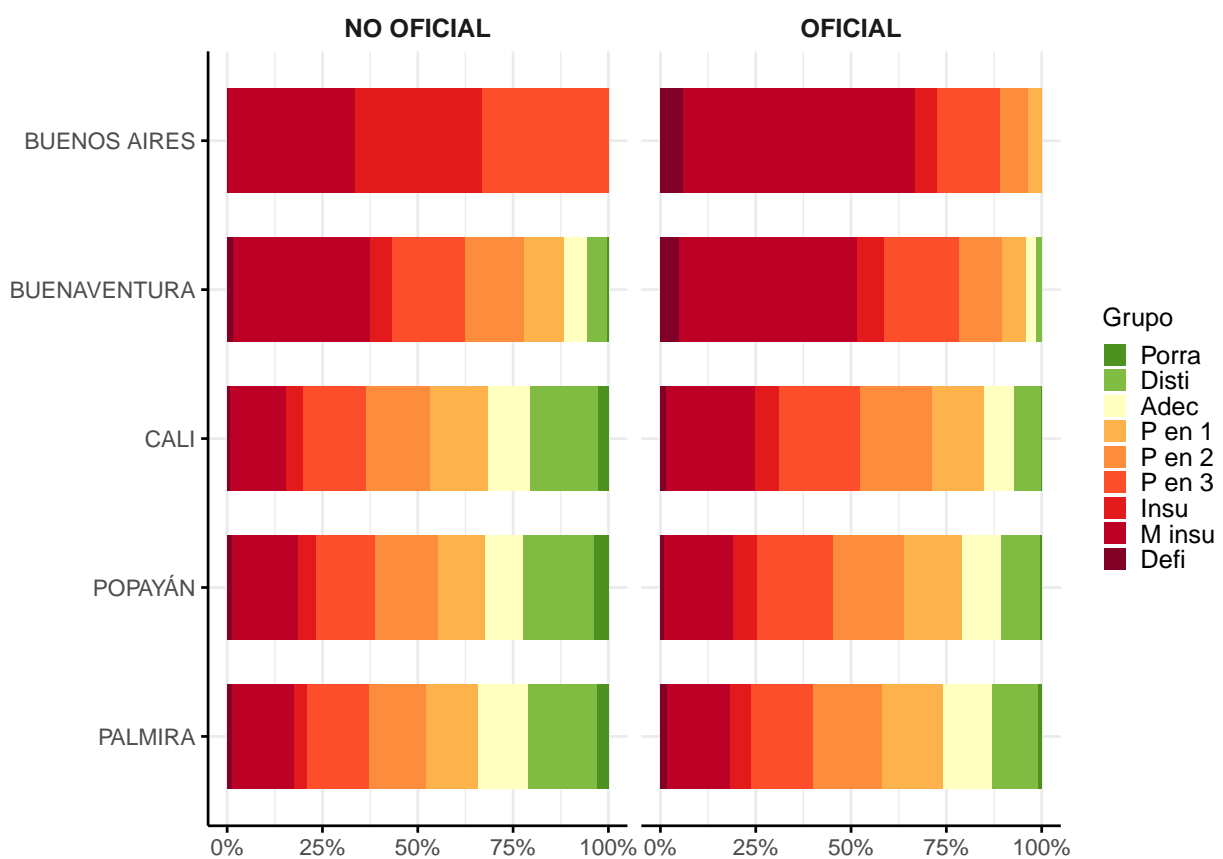 NO OFICIAL
OFICIAL
BUENOS AIRES
BUENAVENTURA
CALI
POPAYÁN
PALMIRA
0%
25%
50%
75%
100%
0%
25%
50%
75%
100%
Grupo
Porra
Disti
Adec
P en 1
P en 2
P en 3
Insu
M insu
Defi